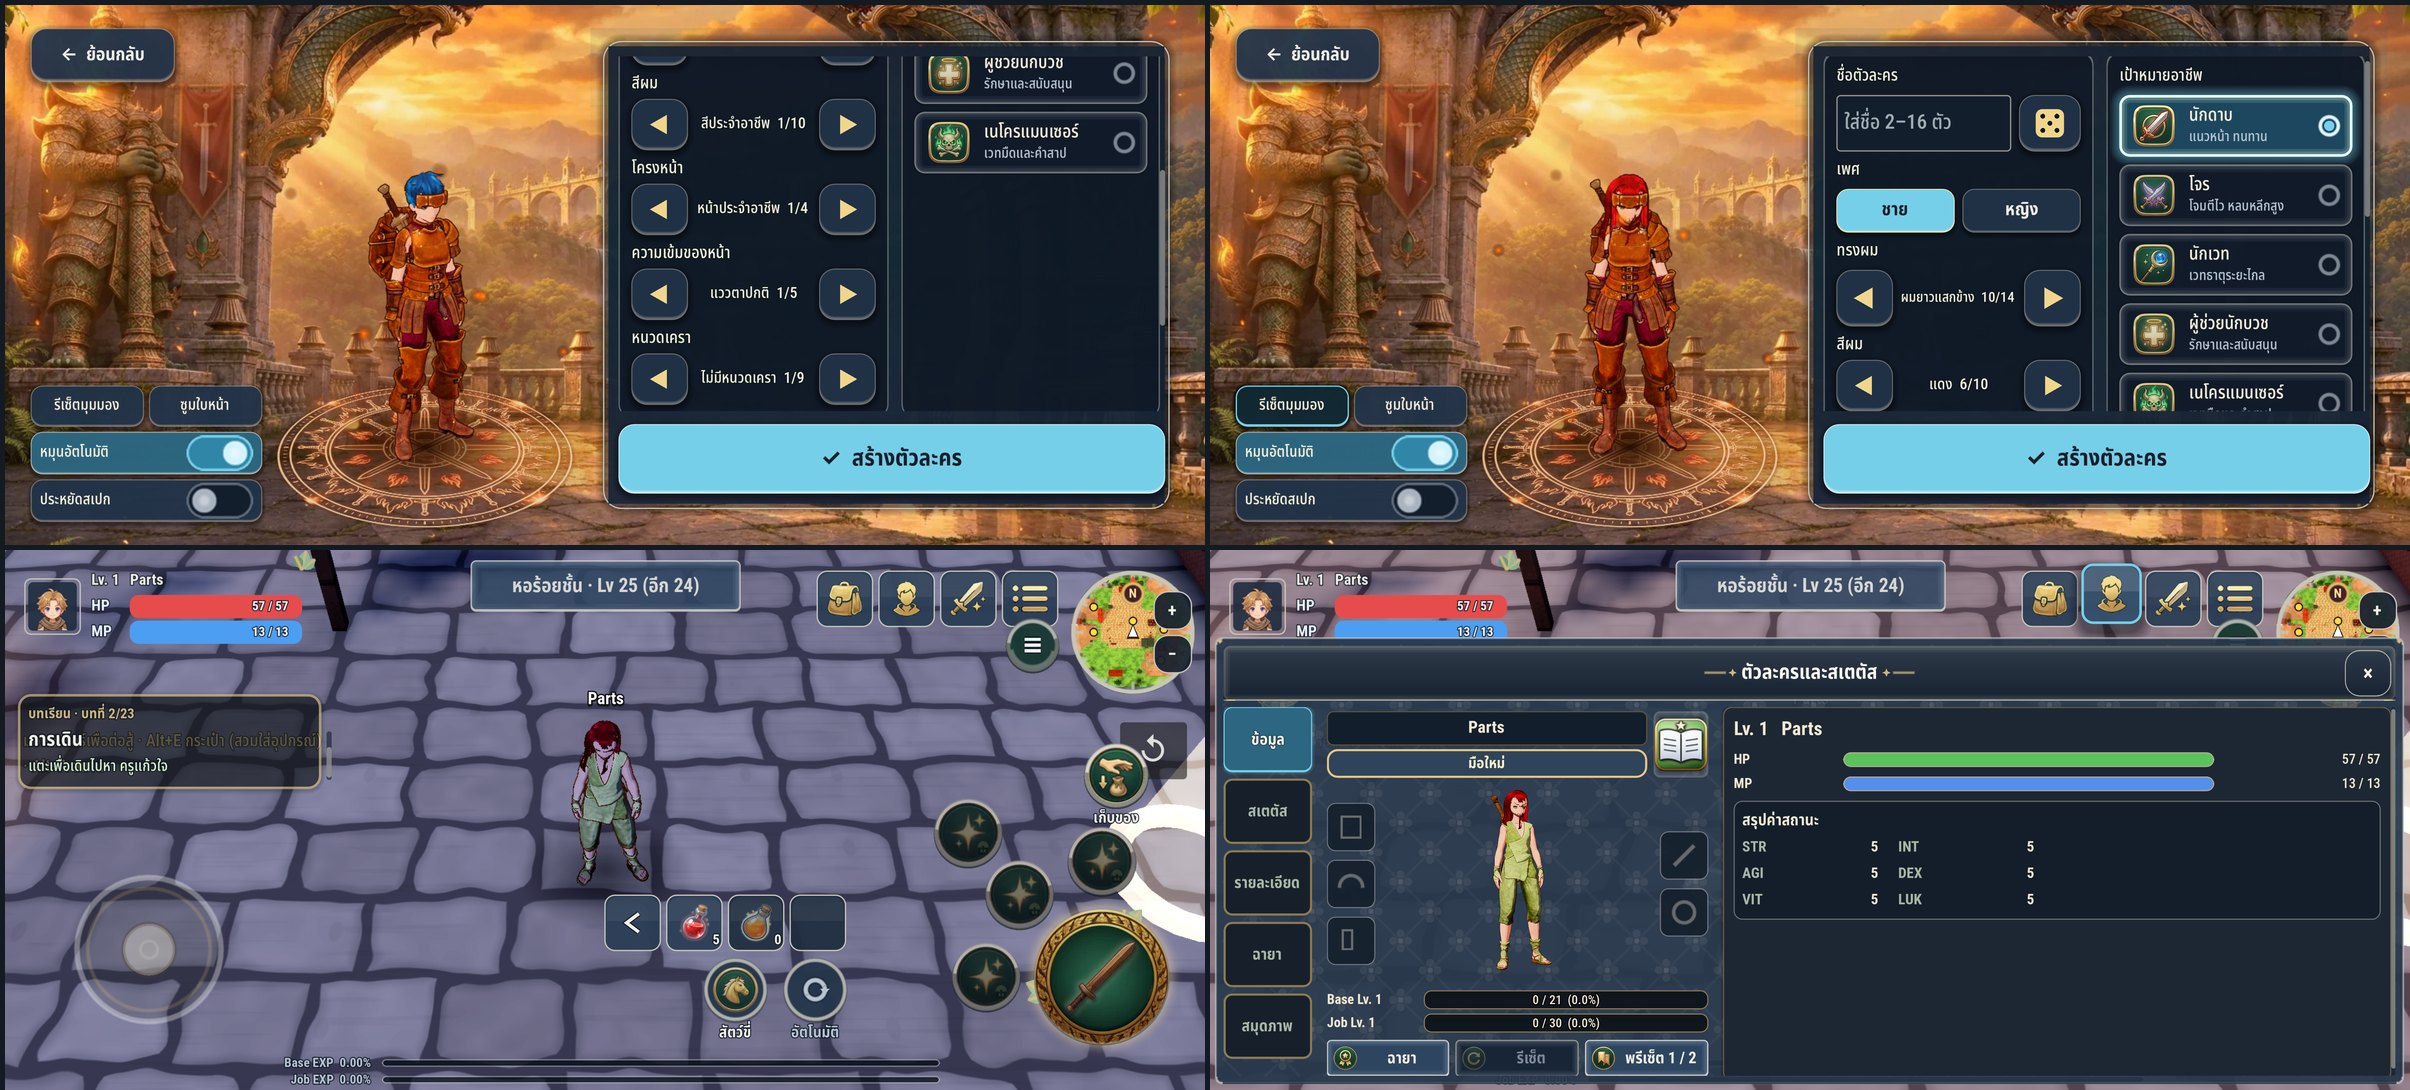 ← ย้อนกลับ
สีผม
สีประจำอาชีพ 1/10
โครงหน้า
หน้าประจำอาชีพ 1/4
ความเข้มของหน้า
แววตาปกติ 1/5
หนวดเครา
ไม่มีหนวดเครา 1/9
ผู้ช่วยนักบวช
รักษาและสนับสนุน
เนโครแมนเซอร์
เวทมืดและคำสาป
รีเซ็ตมุมมอง
ซูมใบหน้า
หมุนอัตโนมัติ
ประหยัดสเปก
✓ สร้างตัวละคร
← ย้อนกลับ
ชื่อตัวละคร
ใส่ชื่อ 2–16 ตัว
เพศ
ชาย
หญิง
ทรงผม
ผมยาวแสกข้าง 10/14
สีผม
แดง 6/10
เป้าหมายอาชีพ
นักดาบ
แนวหน้า ทนทาน
โจร
โจมตีไว หลบหลีกสูง
นักเวท
เวทธาตุระยะไกล
ผู้ช่วยนักบวช
รักษาและสนับสนุน
เนโครแมนเซอร์
รีเซ็ตมุมมอง
ซูมใบหน้า
หมุนอัตโนมัติ
ประหยัดสเปก
✓ สร้างตัวละคร
Lv. 1 Parts
HP 57 / 57
MP 13 / 13
หอร้อยชั้น · Lv 25 (อีก 24)
N
+
−
บทเรียน · บทที่ 2/23
การเดิน
เพื่อต่อสู้ · Alt+E กระเป๋า (สวมใส่อุปกรณ์)
แตะเพื่อเดินไปหา ครูแก้วใจ
Parts
เก็บของ
5
0
สัตว์ขี่
อัตโนมัติ
Base EXP 0.00%
Job EXP 0.00%
Lv. 1 Parts
HP 57 / 57
MP 13 / 13
หอร้อยชั้น · Lv 25 (อีก 24)
N
+
ตัวละครและสเตตัส
×
ข้อมูล
สเตตัส
รายละเอียด
ฉายา
สมุดภาพ
Parts
มือใหม่
Base Lv. 1 0 / 21 (0.0%)
Job Lv. 1 0 / 30 (0.0%)
ฉายา
รีเซ็ต
พรีเซ็ต 1 / 2
Lv. 1 Parts
HP 57 / 57
MP 13 / 13
สรุปค่าสถานะ
STR 5 INT 5
AGI 5 DEX 5
VIT 5 LUK 5